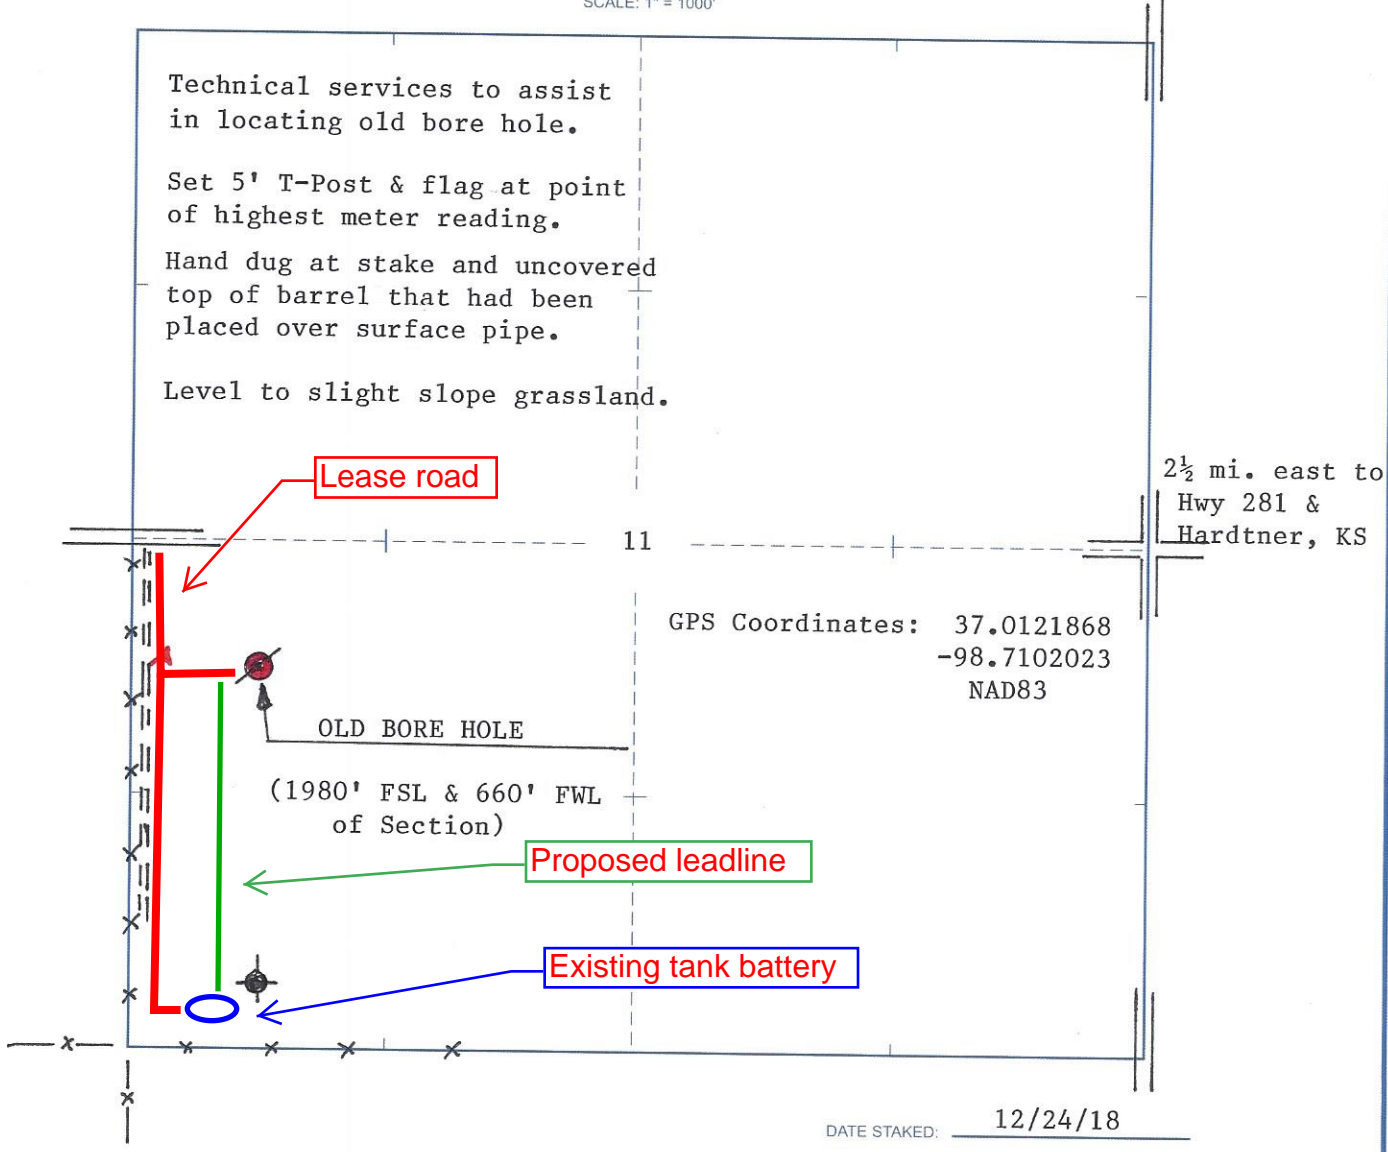 SCALE: 1" = 1000'
Technical services to assist
in locating old bore hole.
Set 5' T-Post & flag at point
of highest meter reading.
Hand dug at stake and uncovered
top of barrel that had been
placed over surface pipe.
Level to slight slope grassland.
Lease road
2½ mi. east to
Hwy 281 &
Hardtner, KS
11
GPS Coordinates: 37.0121868
-98.7102023
NAD83
OLD BORE HOLE
(1980' FSL & 660' FWL
of Section)
Proposed leadline
Existing tank battery
DATE STAKED: 12/24/18